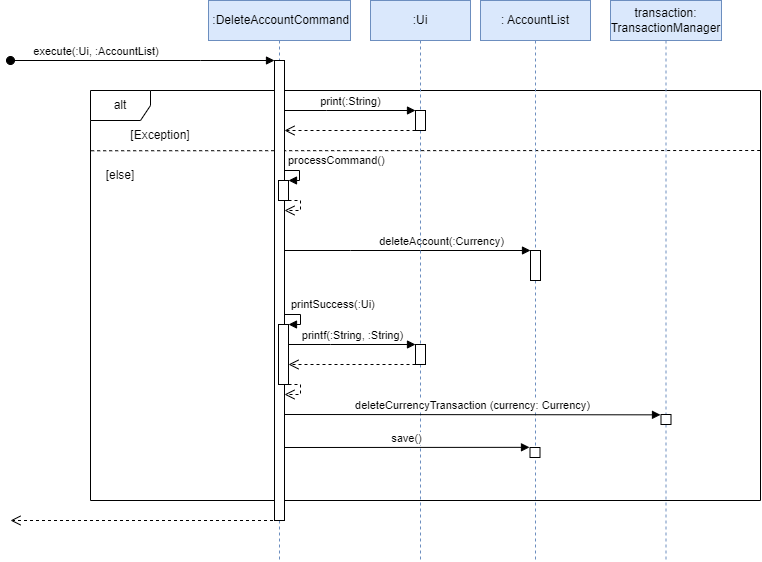 :DeleteAccountCommand
:Ui
: AccountList
transaction:
TransactionManager
execute(:Ui, :AccountList)
alt
print(:String)
[Exception]
processCommand()
[else]
deleteAccount(:Currency)
printSuccess(:Ui)
printf(:String, :String)
deleteCurrencyTransaction (currency: Currency)
save()